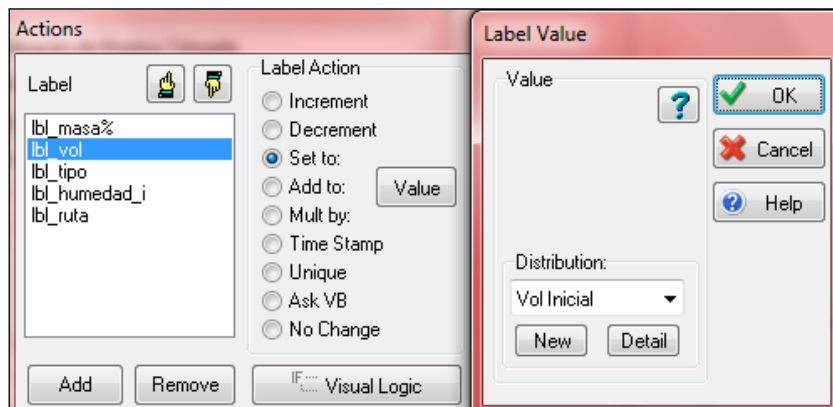 Actions
Label
lbl_masa%
lbl_vol
lbl_tipo
lbl_humedad_i
lbl_ruta
Add
Remove
Label Action
Increment
Decrement
Set to:
Add to:
Value
Mult by:
Time Stamp
Unique
Ask VB
No Change
IF
Visual Logic
Label Value
Value
?
OK
Cancel
? Help
Distribution:
Vol Inicial
New
Detail